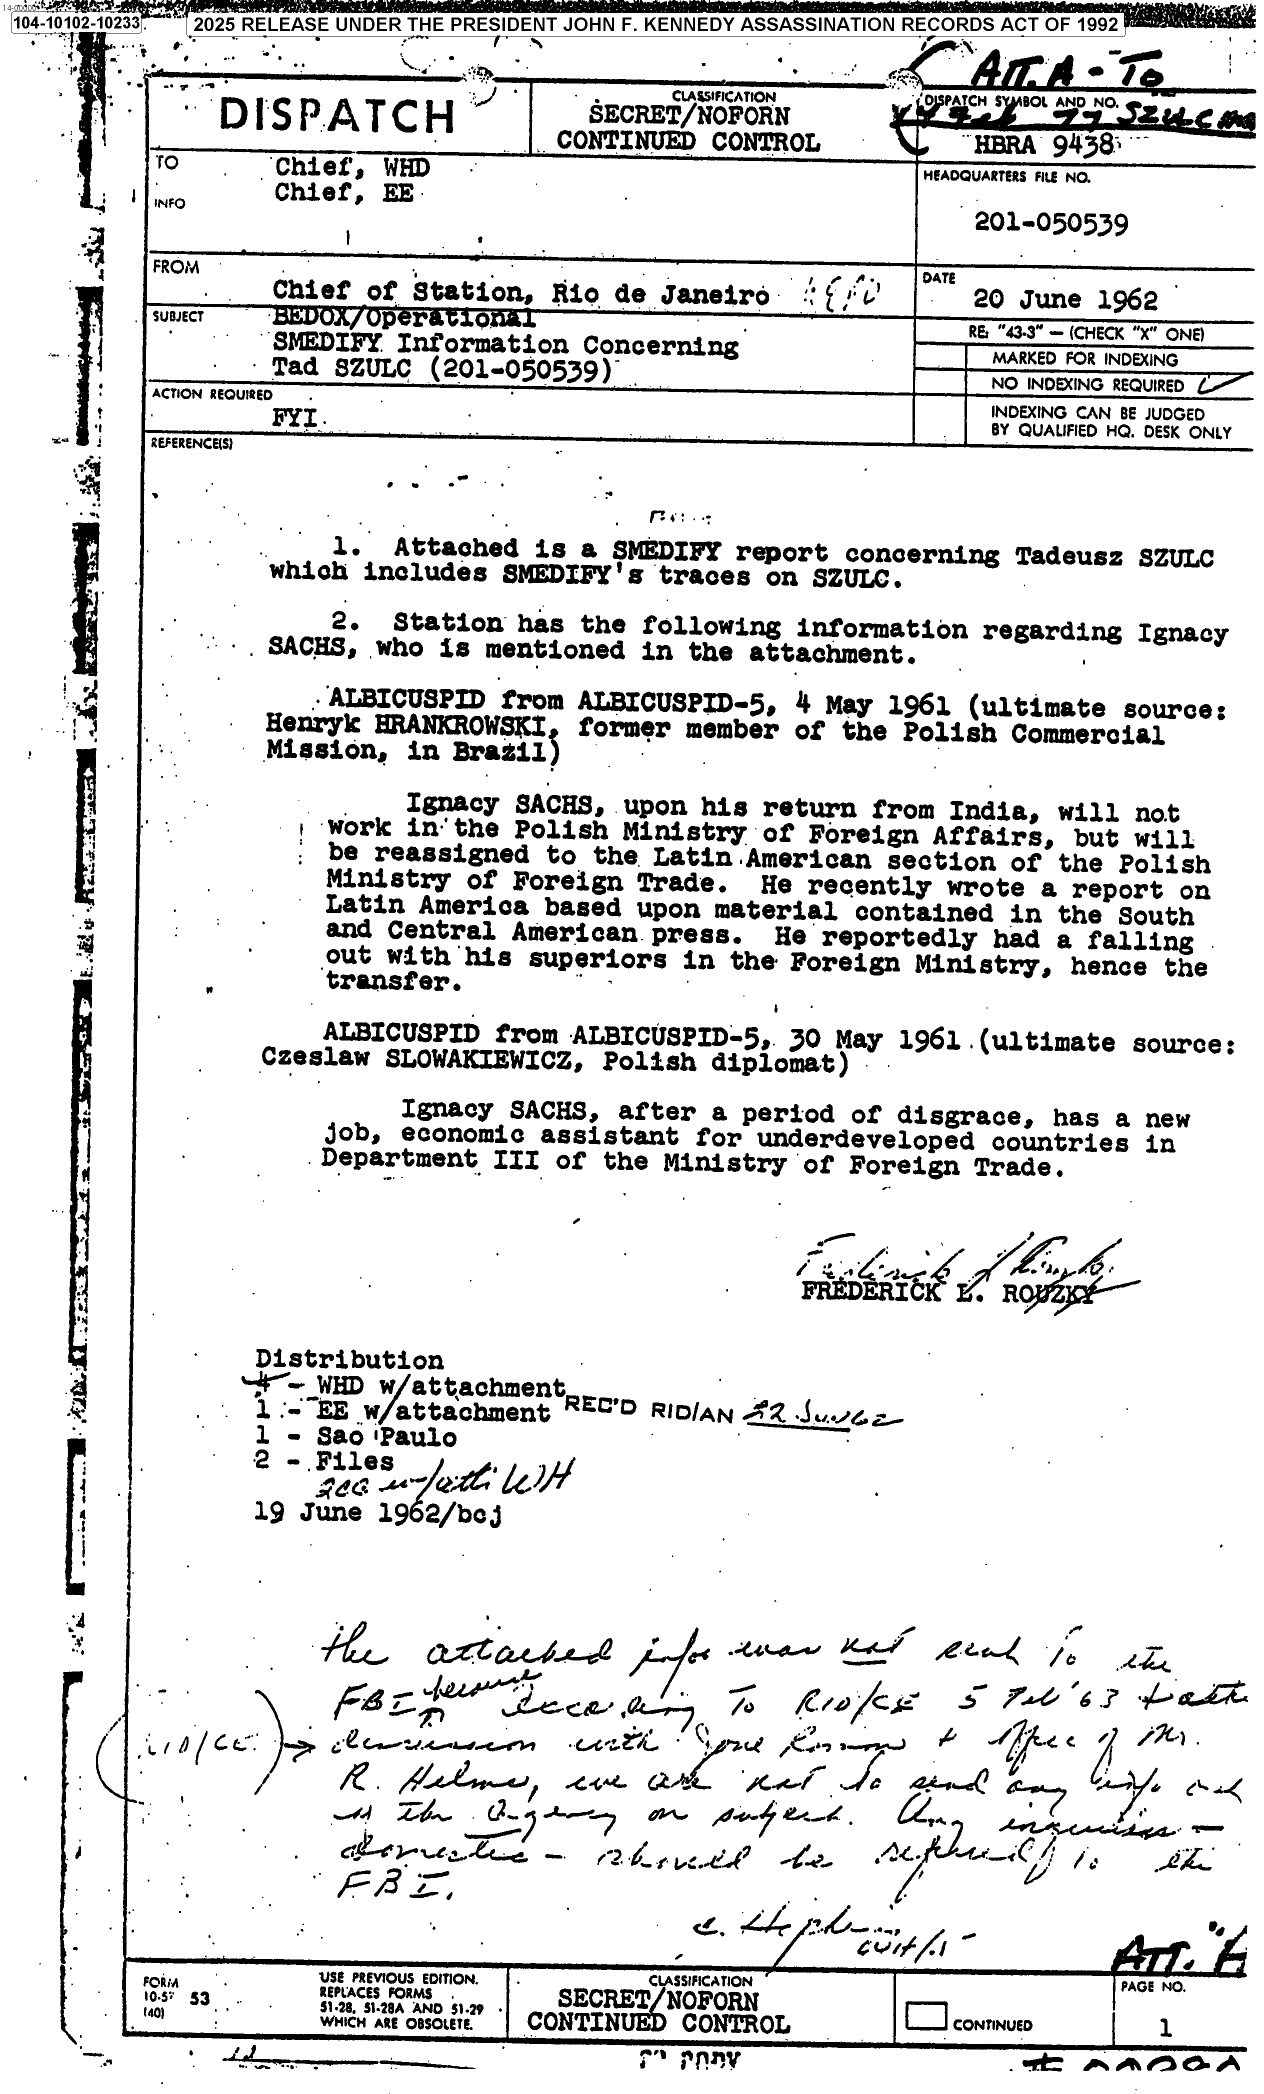 104-10102-10233
2025 RELEASE UNDER THE PRESIDENT JOHN F. KENNEDY ASSASSINATION RECORDS ACT OF 1992
ATT. A - TO
DISPATCH
CLASSIFICATION
SECRET/NOFORN
CONTINUED CONTROL
DISPATCH SYMBOL AND NO.
SZULC
HBRA 9438
TO
Chief, WHD
INFO
Chief, EE
HEADQUARTERS FILE NO.
201-050539
FROM
Chief of Station, Rio de Janeiro
DATE
20 June 1962
SUBJECT
BEDOX/Operational
SMEDIFY Information Concerning
Tad SZULC (201-050539)
RE: "43-3" — (CHECK "X" ONE)
MARKED FOR INDEXING
NO INDEXING REQUIRED
INDEXING CAN BE JUDGED
BY QUALIFIED HQ. DESK ONLY
ACTION REQUIRED
FYI.
REFERENCE(S)
1. Attached is a SMEDIFY report concerning Tadeusz SZULC
which includes SMEDIFY's traces on SZULC.
2. Station has the following information regarding Ignacy
SACHS, who is mentioned in the attachment.
ALBICUSPID from ALBICUSPID-5, 4 May 1961 (ultimate source:
Henryk HRANKROWSKI, former member of the Polish Commercial
Mission, in Brazil)
Ignacy SACHS, upon his return from India, will not
work in the Polish Ministry of Foreign Affairs, but will
be reassigned to the Latin American section of the Polish
Ministry of Foreign Trade. He recently wrote a report on
Latin America based upon material contained in the South
and Central American press. He reportedly had a falling
out with his superiors in the Foreign Ministry, hence the
transfer.
ALBICUSPID from ALBICUSPID-5, 30 May 1961 (ultimate source:
Czeslaw SLOWAKIEWICZ, Polish diplomat)
Ignacy SACHS, after a period of disgrace, has a new
job, economic assistant for underdeveloped countries in
Department III of the Ministry of Foreign Trade.
FREDERICK L. ROUZKY
Distribution
4 - WHD w/attachment
1 - EE w/attachment REC'D RID/AN 22 Jun 62
1 - Sao Paulo
2 - Files
19 June 1962/bcj
the attached info was not sent to the
FBI because according to RID/CE 5 Feb '63
RID/CE → discussion with Jane Roman + office of Mr.
R. Helms, we are not to send any info out
of the Agency on subject. Any inquiries -
domestic - should be referred to the
FBI.
ATT.
FORM
10-57
(40)
53
USE PREVIOUS EDITION.
REPLACES FORMS
51-28, 51-28A AND 51-29
WHICH ARE OBSOLETE.
CLASSIFICATION
SECRET/NOFORN
CONTINUED CONTROL
CONTINUED
PAGE NO.
1